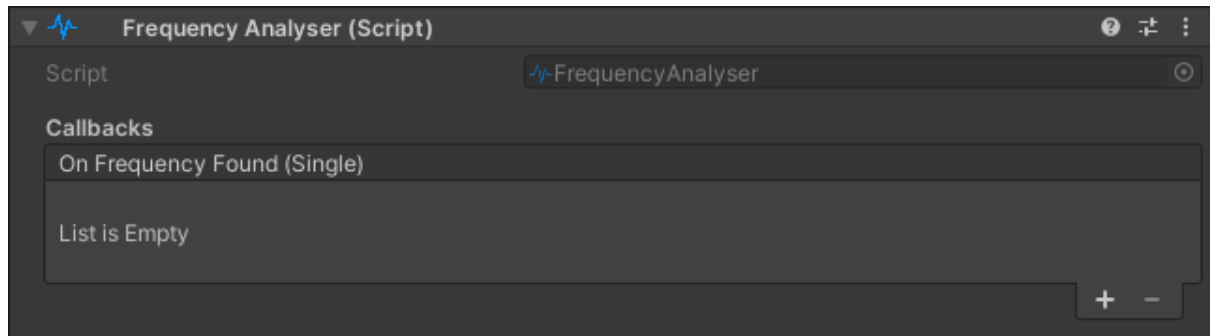 Frequency Analyser (Script)
Script FrequencyAnalyser
Callbacks
On Frequency Found (Single)
List is Empty